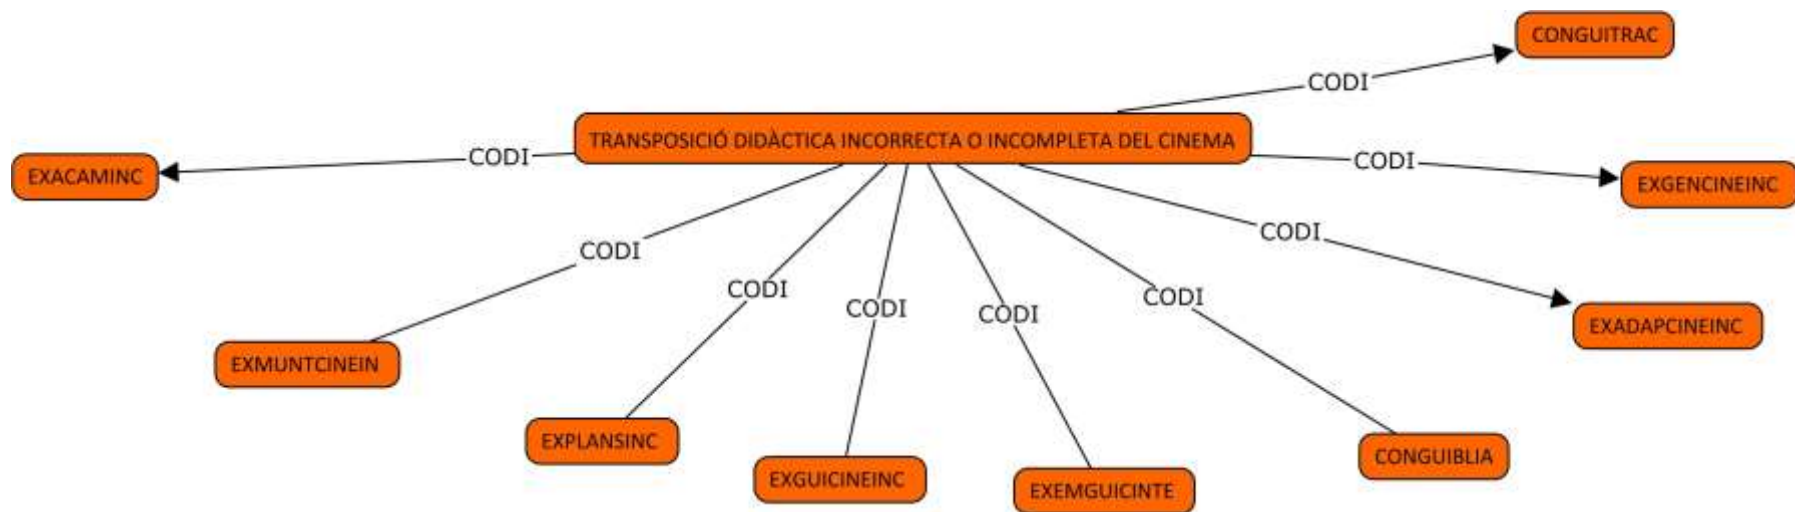 CONGUITRAC
CODI
TRANSPOSICIÓ DIDÀCTICA INCORRECTA O INCOMPLETA DEL CINEMA
CODI
CODI
EXACAMINC
EXGENCINEINC
CODI
CODI
CODI
CODI
CODI
CODI
EXADAPCINEINC
EXMUNTCINEIN
EXPLANSINC
CONGUIBLIA
EXGUICINEINC
EXEMGUICINTE